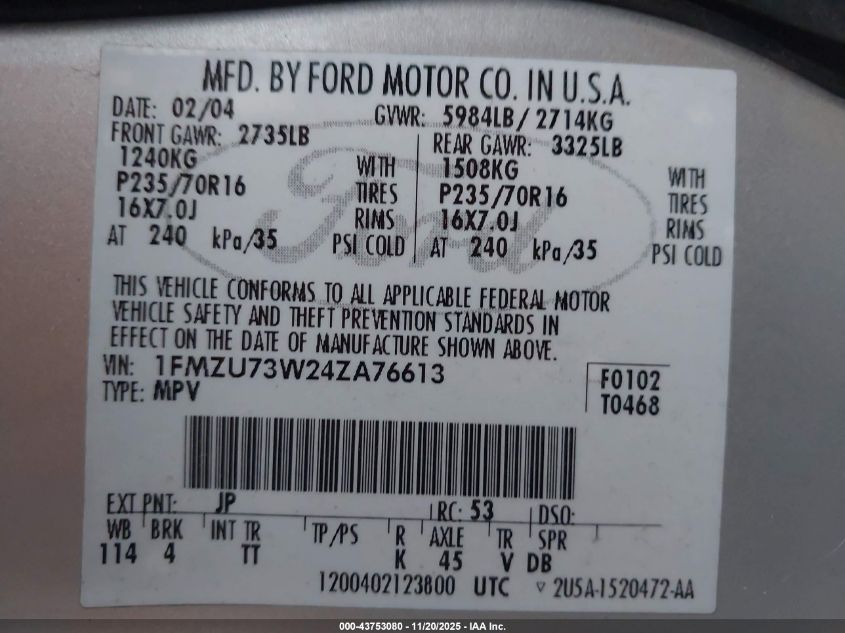 MFD. BY FORD MOTOR CO. IN U.S.A.
DATE: 02/04 GVWR: 5984LB/ 2714KG
FRONT GAWR: 2735LB REAR GAWR: 3325LB
1240KG WITH 1508KG WITH
P235/70R16 TIRES P235/70R16 TIRES
16X7.0J RIMS 16X7.0J RIMS
AT 240 kPa/35 PSI COLD AT 240 kPa/35 PSI COLD
Ford
THIS VEHICLE CONFORMS TO ALL APPLICABLE FEDERAL MOTOR
VEHICLE SAFETY AND THEFT PREVENTION STANDARDS IN
EFFECT ON THE DATE OF MANUFACTURE SHOWN ABOVE.
VIN: 1FMZU73W24ZA76613 F0102
TYPE: MPV T0468
EXT PNT: JP RC: 53 DSO:
WB BRK INT TR TP/PS R AXLE TR SPR
114 4 TT K 45 V DB
1200402123800 UTC ▿ 2U5A-1520472-AA
000-43753080 - 11/20/2025 - IAA Inc.